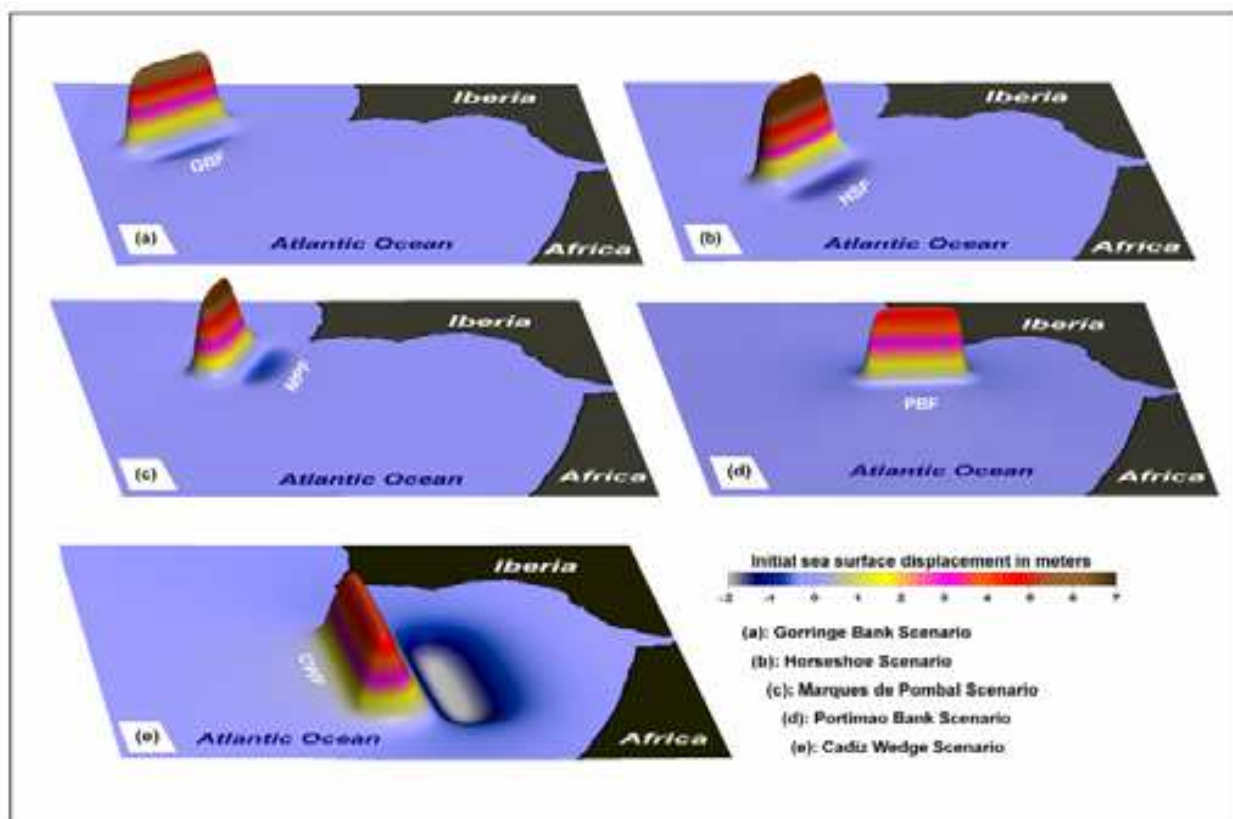 Iberia
GBF
(a)
Atlantic Ocean
Africa
Iberia
HSF
(b)
Atlantic Ocean
Africa
Iberia
MPF
(c)
Atlantic Ocean
Africa
Iberia
PBF
(d)
Atlantic Ocean
Africa
Iberia
CWF
(e)
Atlantic Ocean
Africa
Initial sea surface displacement in meters
-2 -1 0 1 2 3 4 5 6 7
(a): Gorringe Bank Scenario
(b): Horseshoe Scenario
(c): Marques de Pombal Scenario
(d): Portimao Bank Scenario
(e): Cadiz Wedge Scenario